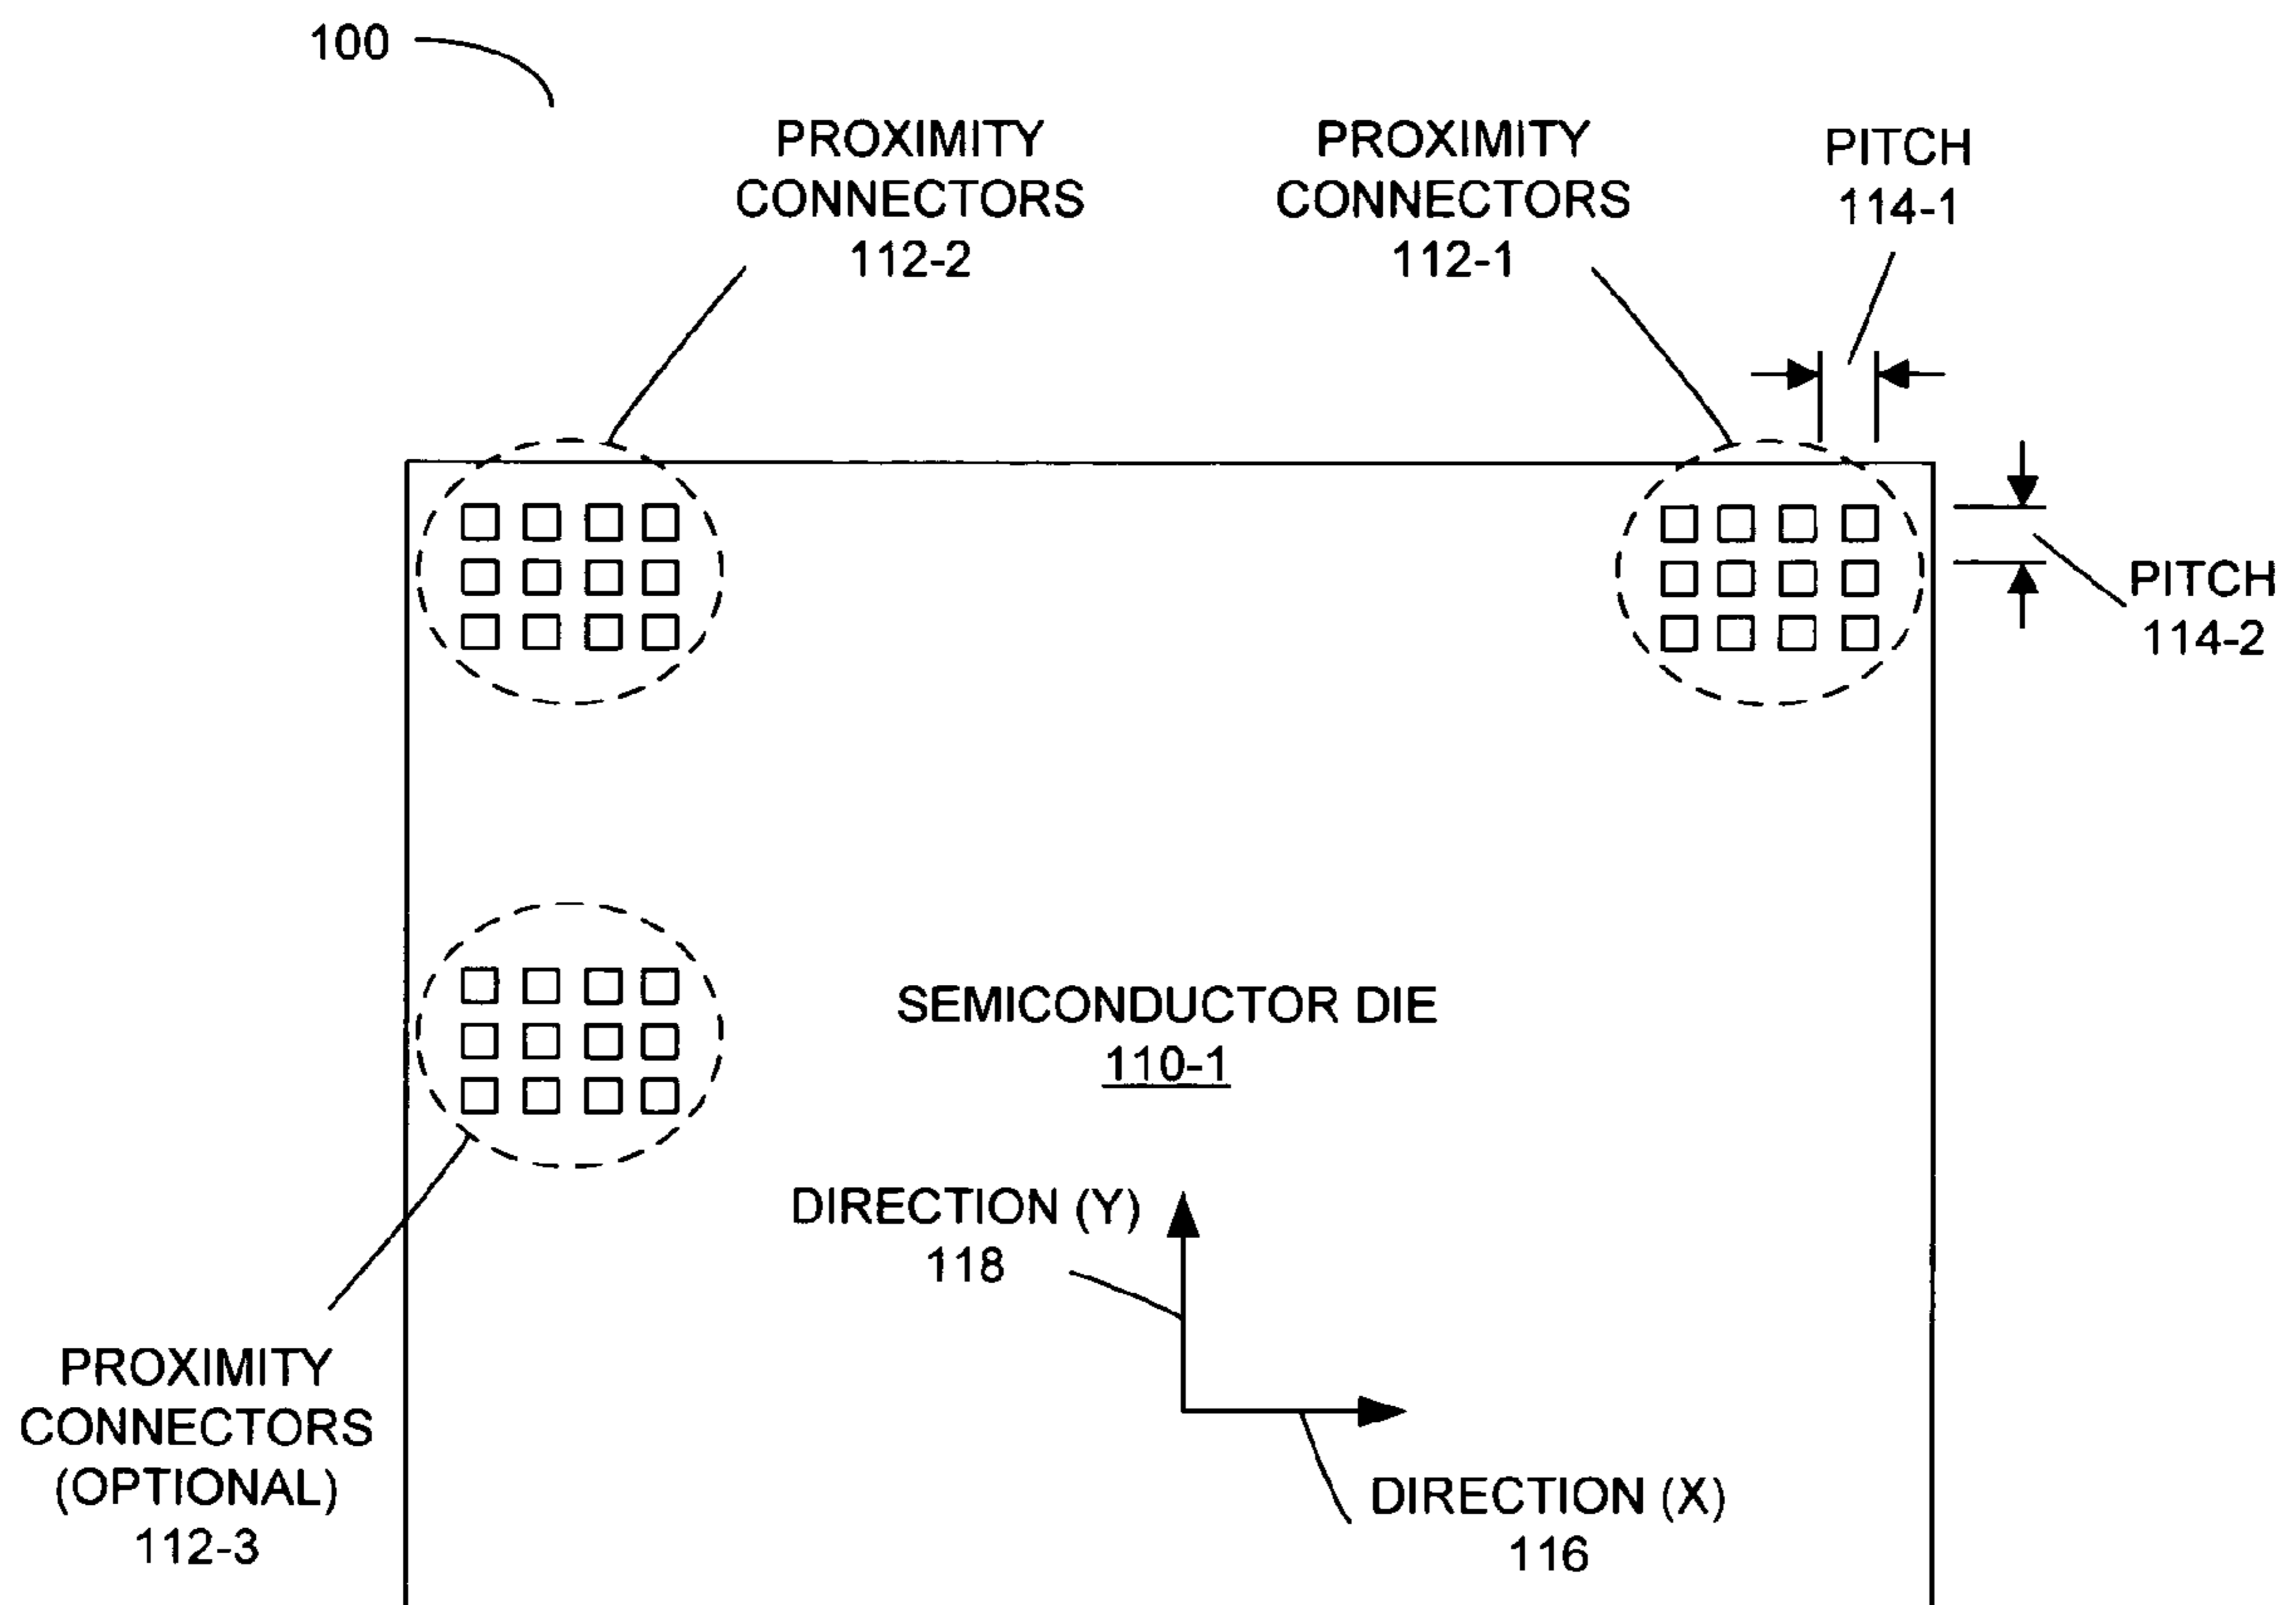 100
PROXIMITY
CONNECTORS
112-2
PROXIMITY
CONNECTORS
112-1
PITCH
114-1
PITCH
114-2
SEMICONDUCTOR DIE
110-1
DIRECTION (Y)
118
PROXIMITY
CONNECTORS
(OPTIONAL)
112-3
DIRECTION (X)
116